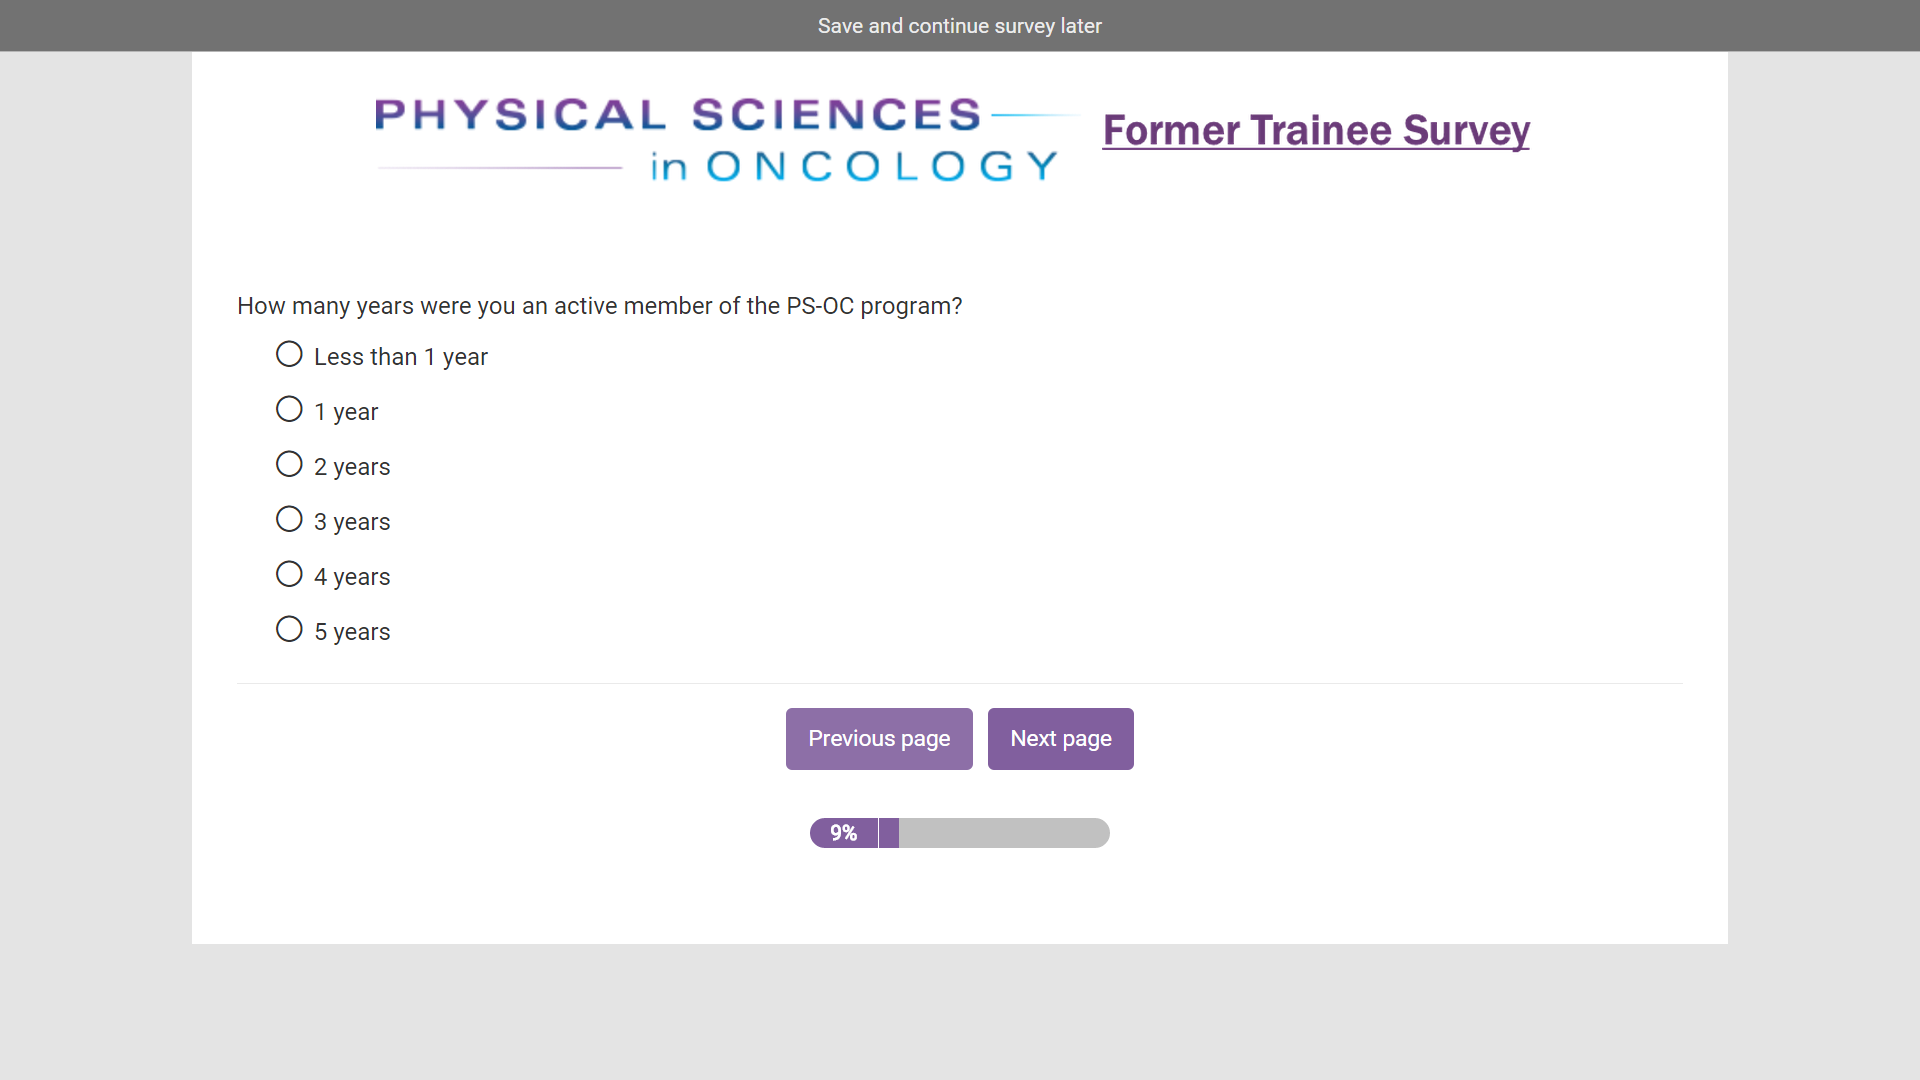 Save and continue survey later
PHYSICAL SCIENCES
in ONCOLOGY
Former Trainee Survey
How many years were you an active member of the PS-OC program?
Less than 1 year
1 year
2 years
3 years
4 years
5 years
Previous page
Next page
9%